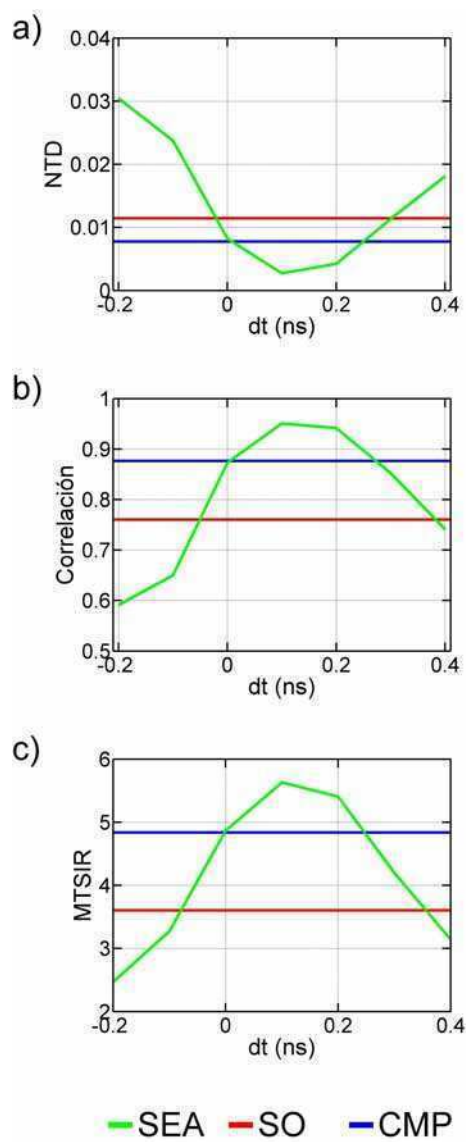 a)
0.04
0.03
0.02
0.01
0
NTD
-0.2 0 0.2 0.4
dt (ns)
b)
1
0.9
0.8
0.7
0.6
0.5
Correlación
-0.2 0 0.2 0.4
dt (ns)
c)
6
5
4
3
2
MTSIR
-0.2 0 0.2 0.4
dt (ns)
SEA SO CMP